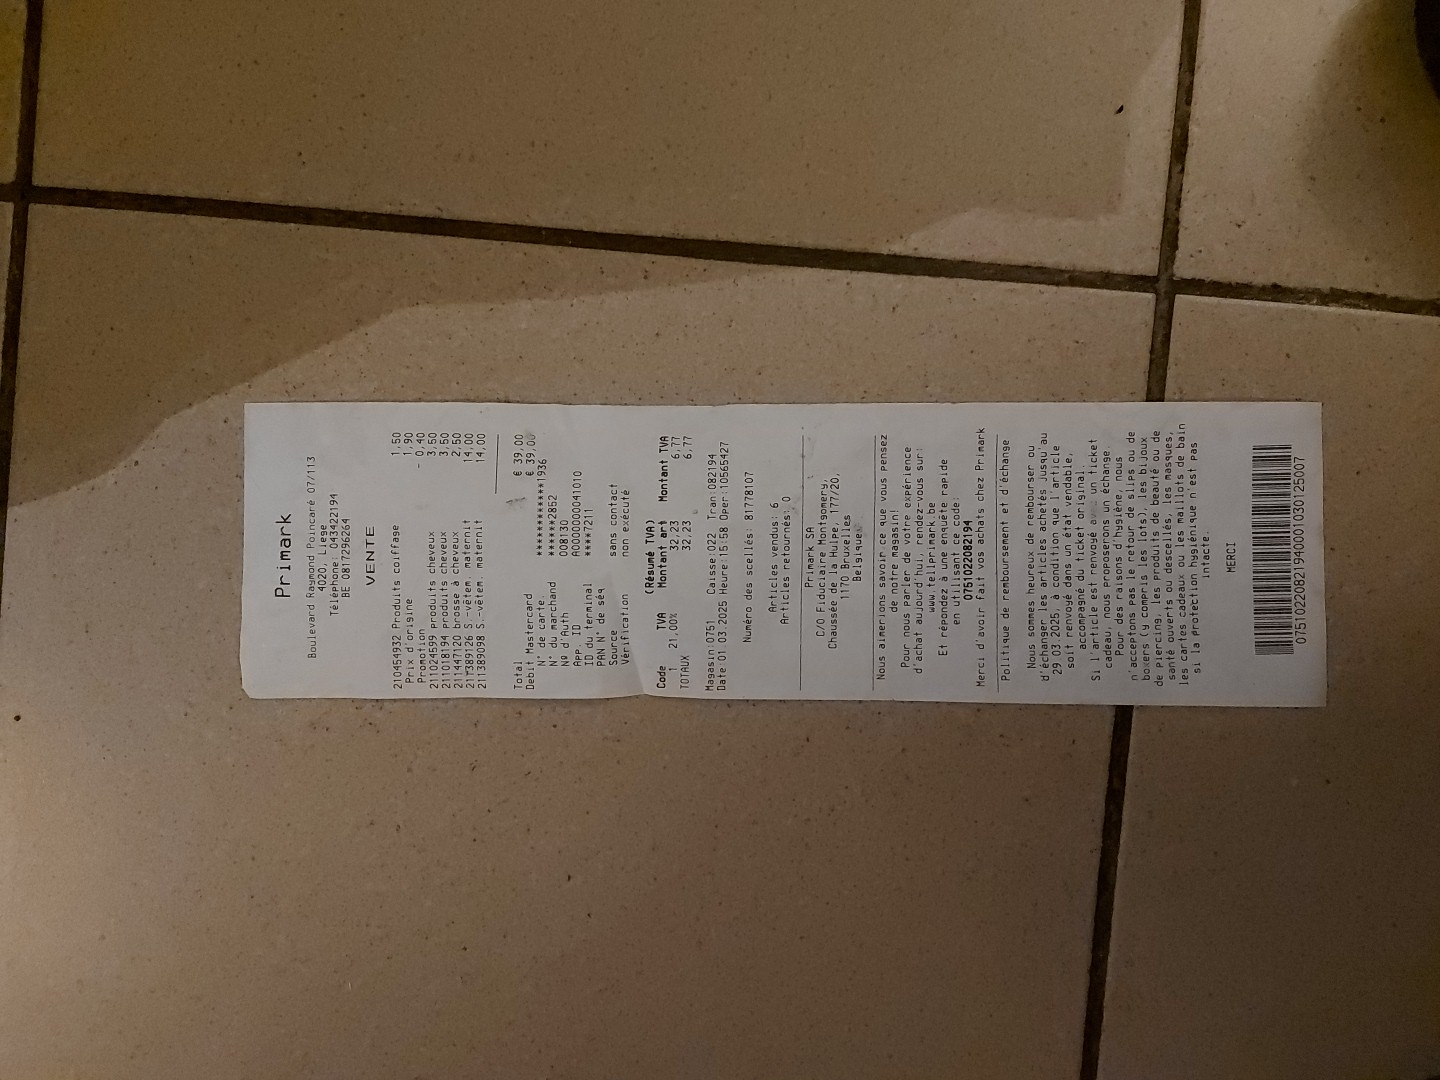 Primark
Boulevard Raymond Poincaré 07/113
4020, Liège
Téléphone: 043422194
BE 0817296264
VENTE
210454932 Produits coiffage 1,50
Prix d'origine 1,90
Promotion - 0,40
211024599 produits cheveux 3,50
211018194 produits cheveux 3,50
211447120 brosse à cheveux 2,50
211389126 S.-vêtem. maternit 14,00
211389098 S.-vêtem. maternit 14,00
Total € 39,00
Debit Mastercard € 39,00
N° de carte. ************1936
N° du marchand ******2852
Nº d'Auth 008130
App. ID A0000000041010
ID du Terminal ****7211
PAN N° de séq
Source sans contact
Vérification non exécuté
(Résumé TVA)
Code TVA Montant art Montant TVA
1 21,00% 32,23 6,77
TOTAUX 32,23 6,77
Magasin:0751 Caisse:022 Tran:082194
Date:01.03.2025 Heure:15:58 Oper:10565427
Numéro des scellés: 81778107
Articles vendus: 6
Articles retournés: 0
Primark SA
C/O Fiduciaire Montgomery,
Chaussée de la Hulpe, 177/20,
1170 Bruxelles
Belgique
Nous aimerions savoir ce que vous pensez
de notre magasin!
Pour nous parler de votre expérience
d'achat aujourd'hui, rendez-vous sur:
www.tellprimark.be
Et répondez à une enquête rapide
en utilisant ce code:
0751022082194
Merci d'avoir fait vos achats chez Primark
Politique de remboursement et d'échange
Nous sommes heureux de rembourser ou
d'échanger les articles achetés jusqu'au
29.03.2025, à condition que l'article
soit renvoyé dans un état vendable,
accompagné du ticket original.
Si l'article est renvoyé avec un ticket
cadeau, nous proposerons un échange.
Pour des raisons d'hygiène, nous
n'acceptons pas le retour de slips ou de
boxers (y compris les lots), les bijoux
de piercing, les produits de beauté ou de
santé ouverts ou descellés, les masques,
les cartes cadeaux ou les maillots de bain
si la protection hygiénique n'est pas
intacte.
MERCI
0751022082194000103012500​7